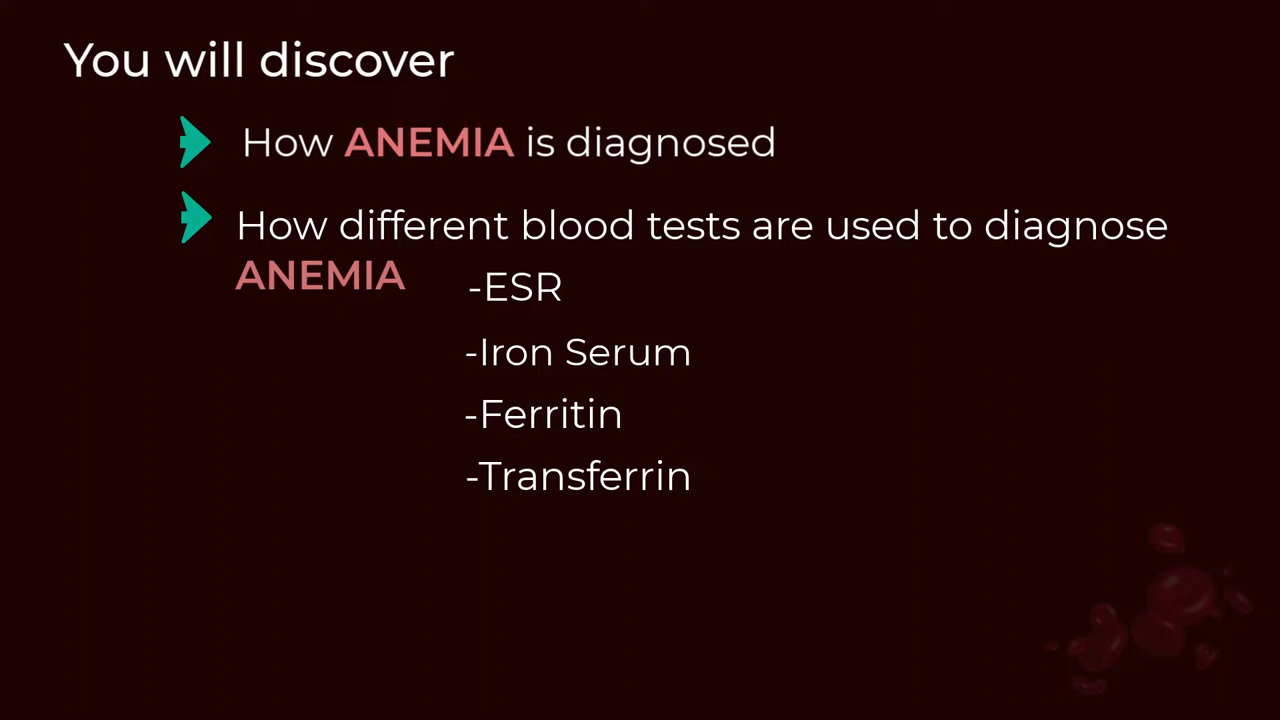 You will discover
How ANEMIA is diagnosed
How different blood tests are used to diagnose
ANEMIA
-ESR
-Iron Serum
-Ferritin
-Transferrin